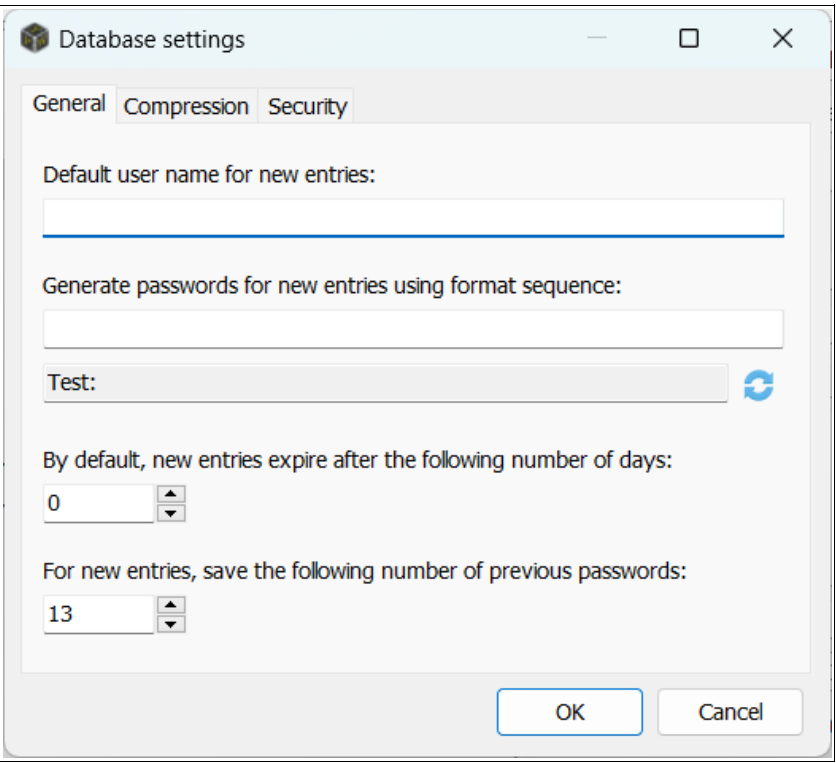 Database settings
General Compression Security
Default user name for new entries:
Generate passwords for new entries using format sequence:
Test:
By default, new entries expire after the following number of days:
0
For new entries, save the following number of previous passwords:
13
OK Cancel